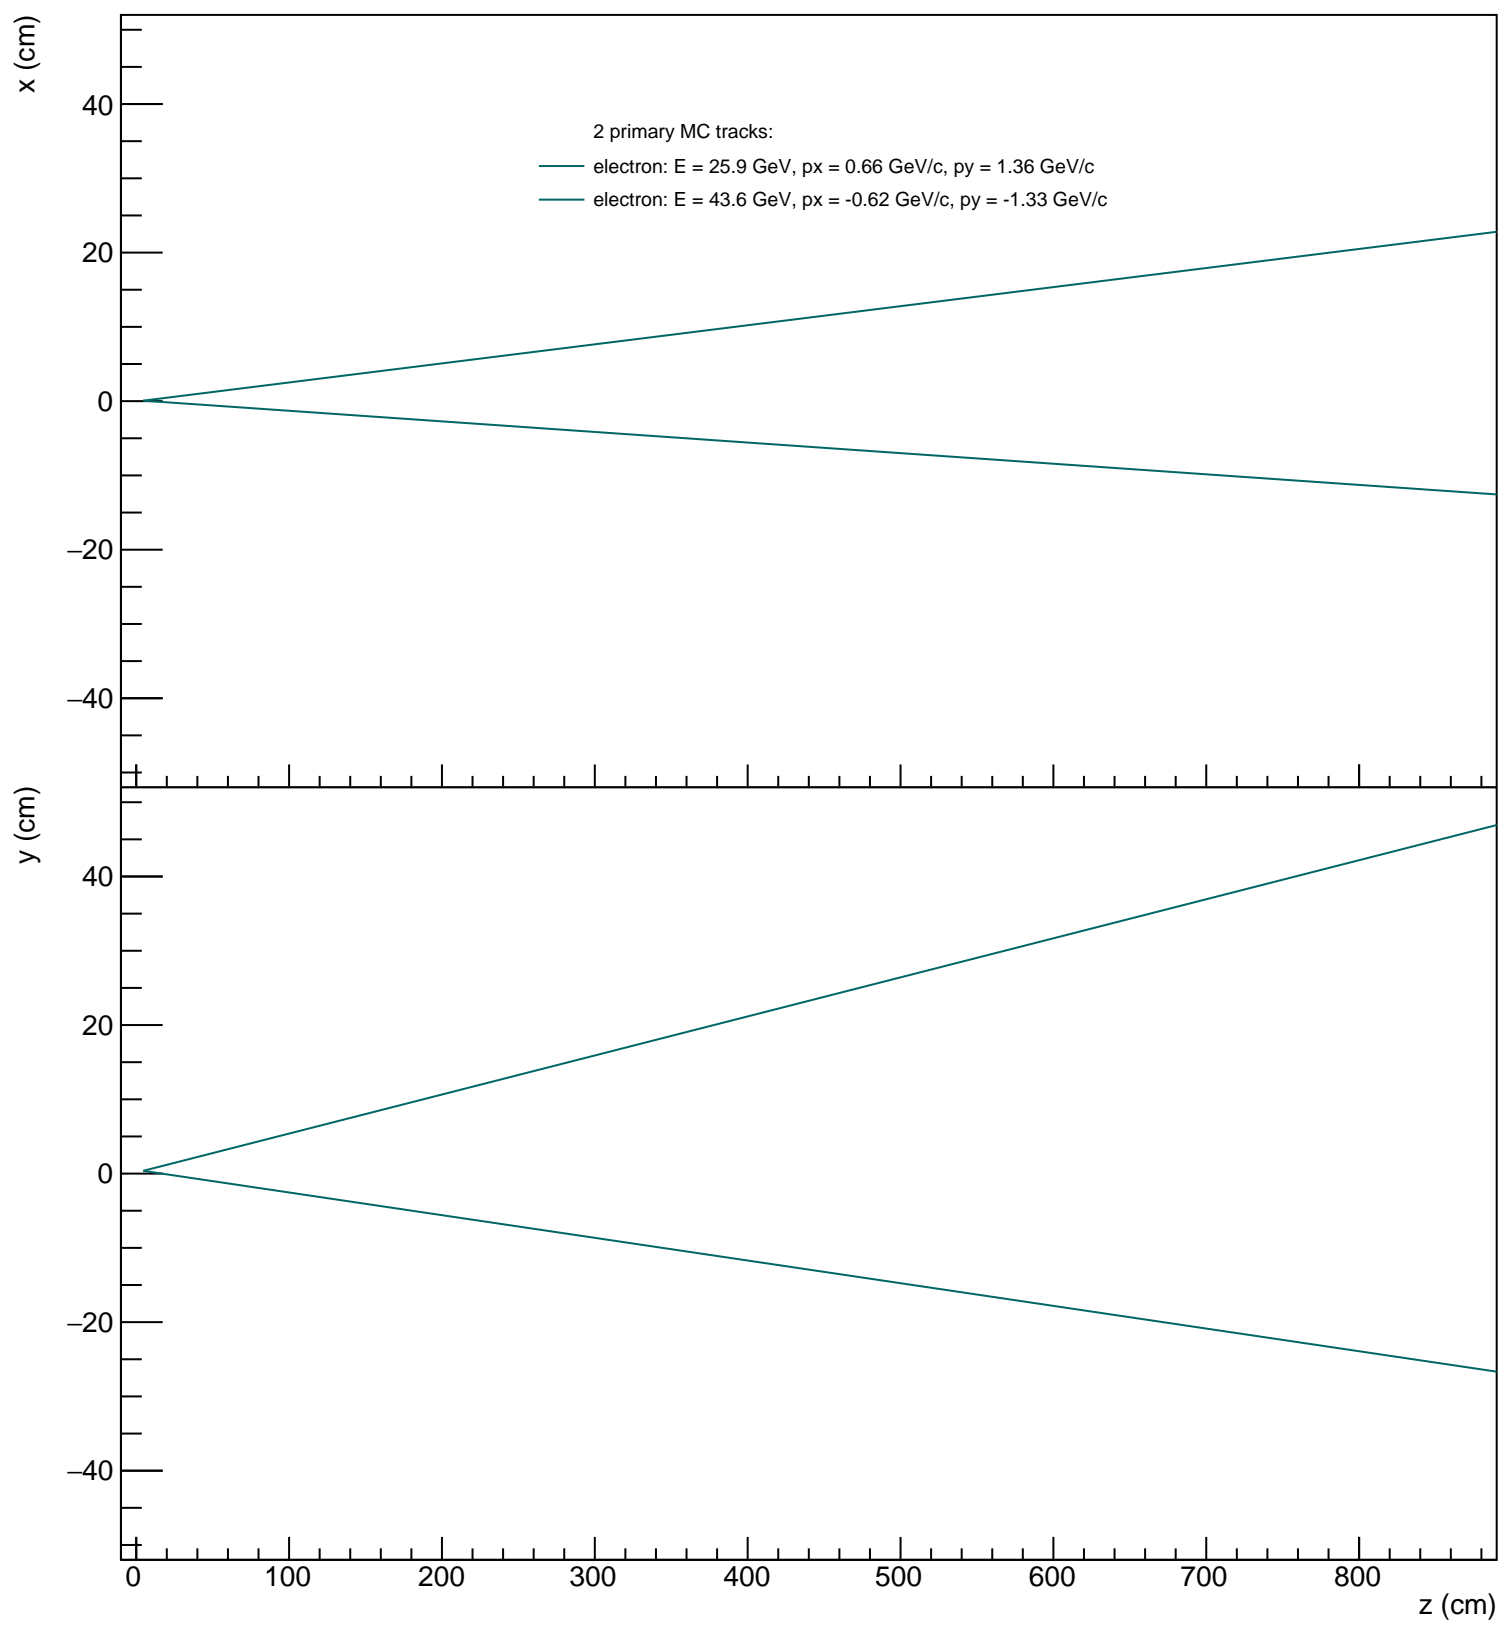 x (cm)
40
2 primary MC tracks:
electron: E = 25.9 GeV, px = 0.66 GeV/c, py = 1.36 GeV/c
electron: E = 43.6 GeV, px = -0.62 GeV/c, py = -1.33 GeV/c
20
0
−20
−40
y (cm)
40
20
0
−20
−40
0 100 200 300 400 500 600 700 800
z (cm)